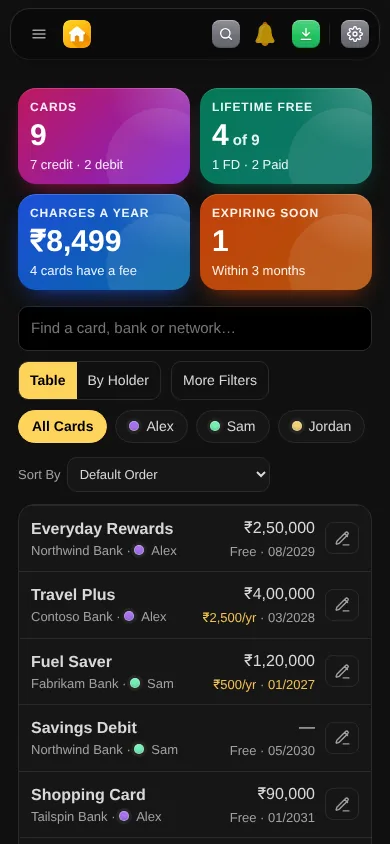 CARDS
9
7 credit · 2 debit
LIFETIME FREE
4 of 9
1 FD · 2 Paid
CHARGES A YEAR
₹8,499
4 cards have a fee
EXPIRING SOON
1
Within 3 months
Find a card, bank or network…
Table By Holder More Filters
All Cards Alex Sam Jordan
Sort By Default Order
Everyday Rewards ₹2,50,000
Northwind Bank · Alex Free · 08/2029
Travel Plus ₹4,00,000
Contoso Bank · Alex ₹2,500/yr · 03/2028
Fuel Saver ₹1,20,000
Fabrikam Bank · Sam ₹500/yr · 01/2027
Savings Debit —
Northwind Bank · Sam Free · 05/2030
Shopping Card ₹90,000
Tailspin Bank · Alex Free · 01/2031